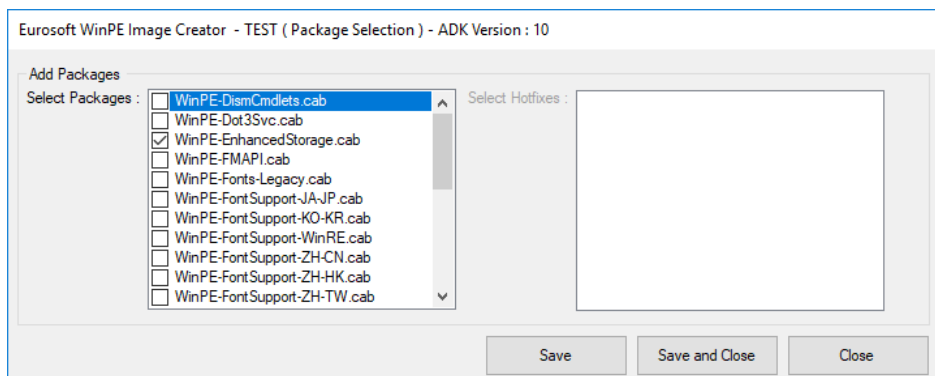 Eurosoft WinPE Image Creator - TEST ( Package Selection ) - ADK Version : 10
Add Packages
Select Packages :
WinPE-DismCmdlets.cab
WinPE-Dot3Svc.cab
WinPE-EnhancedStorage.cab
WinPE-FMAPI.cab
WinPE-Fonts-Legacy.cab
WinPE-FontSupport-JA-JP.cab
WinPE-FontSupport-KO-KR.cab
WinPE-FontSupport-WinRE.cab
WinPE-FontSupport-ZH-CN.cab
WinPE-FontSupport-ZH-HK.cab
WinPE-FontSupport-ZH-TW.cab
Select Hotfixes :
Save
Save and Close
Close